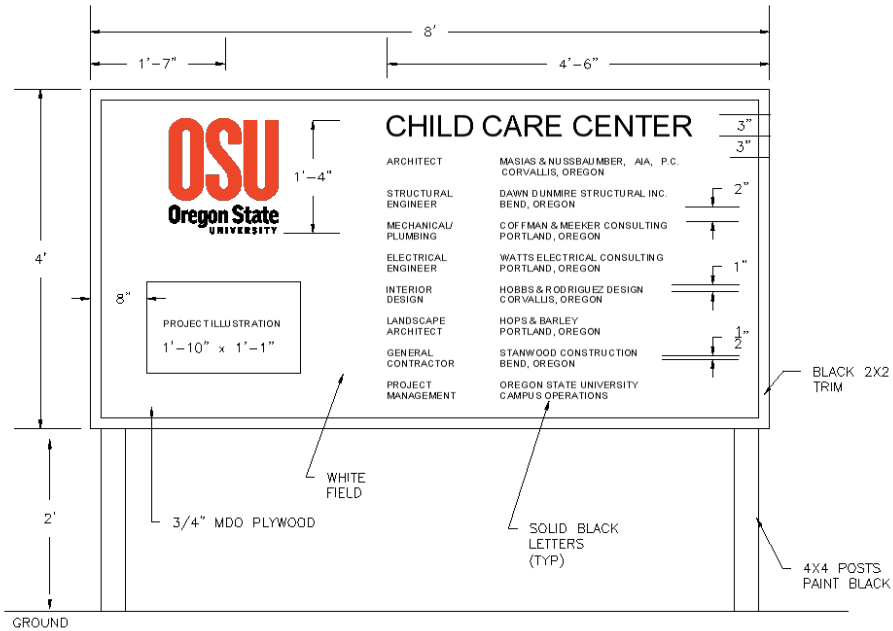 8'
1'-7"
4'-6"
OSU
Oregon State
UNIVERSITY
1'-4"
CHILD CARE CENTER
3"
3"
ARCHITECT MASIAS & NUSSBAUMBER, AIA, P.C.
CORVALLIS, OREGON
STRUCTURAL DAWN DUNMIRE STRUCTURAL INC.
ENGINEER BEND, OREGON
2"
MECHANICAL/ COFFMAN & MEEKER CONSULTING
PLUMBING PORTLAND, OREGON
4'
ELECTRICAL WATTS ELECTRICAL CONSULTING
ENGINEER PORTLAND, OREGON
1"
INTERIOR HOBBS & RODRIGUEZ DESIGN
DESIGN CORVALLIS, OREGON
8"
PROJECT ILLUSTRATION
1'-10" x 1'-1"
LANDSCAPE HOPS & BARLEY
ARCHITECT PORTLAND, OREGON
1"
2
GENERAL STANWOOD CONSTRUCTION
CONTRACTOR BEND, OREGON
PROJECT OREGON STATE UNIVERSITY
MANAGEMENT CAMPUS OPERATIONS
BLACK 2X2
TRIM
WHITE
FIELD
2'
3/4" MDO PLYWOOD
SOLID BLACK
LETTERS
(TYP)
4X4 POSTS
PAINT BLACK
GROUND